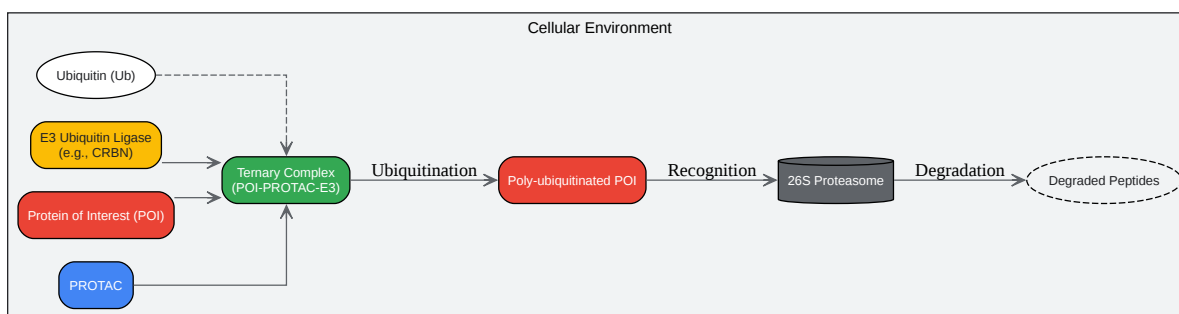 Cellular Environment
Ubiquitin (Ub)
E3 Ubiquitin Ligase
(e.g., CRBN)
Protein of Interest (POI)
PROTAC
Ternary Complex
(POI-PROTAC-E3)
Ubiquitination
Poly-ubiquitinated POI
Recognition
26S Proteasome
Degradation
Degraded Peptides